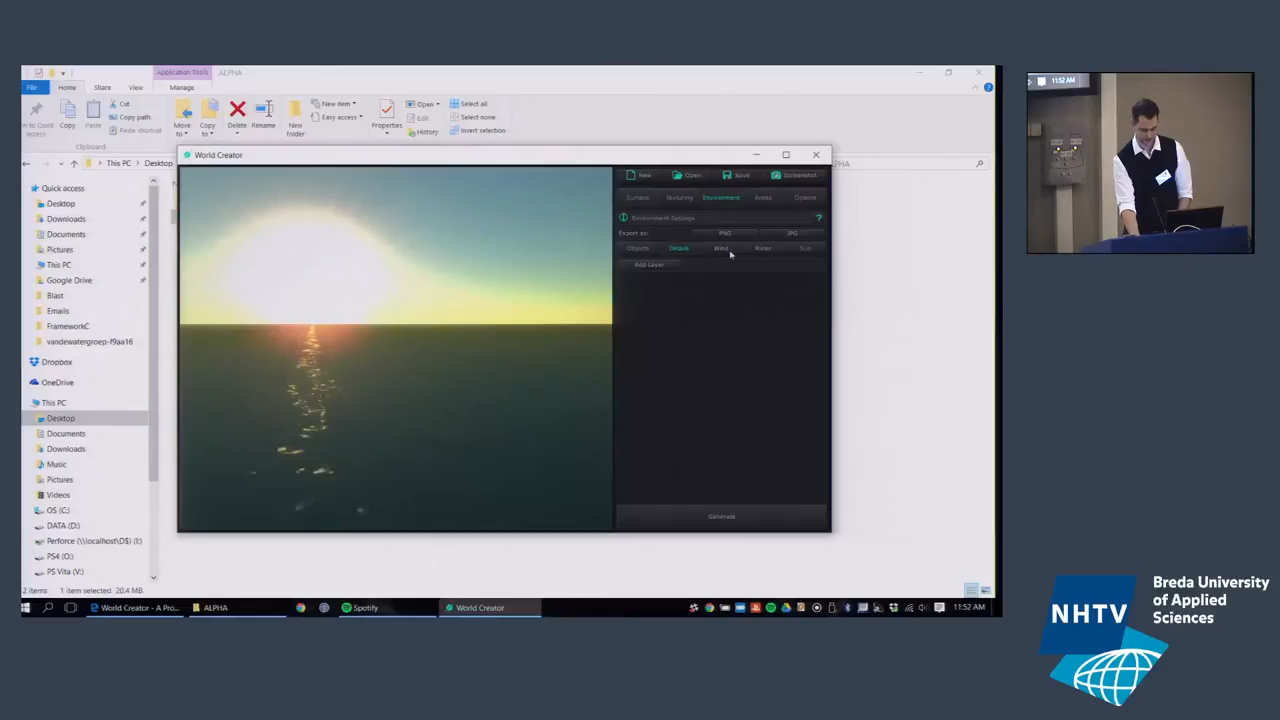 Application Tools ALPHA
File Home Share View Manage
Copy Paste
Cut
Copy path
Paste shortcut
Move to
Copy to
Delete
Rename
New folder
New item
Easy access
Properties
Open
Edit
History
Select all
Select none
Invert selection
Clipboard
This PC Desktop
Quick access
Desktop
Downloads
Documents
Pictures
This PC
Google Drive
Blast
Emails
FrameworkC
vandewatergroep-f9aa16
Dropbox
OneDrive
This PC
Desktop
Documents
Downloads
Music
Pictures
Videos
OS (C:)
DATA (D:)
Perforce (\\localhost\D$) (I:)
PS4 (O:)
PS Vita (V:)
1 item selected 20.4 MB
World Creator
New Open Save Screenshot
Surface Texturing Environment Areas Options
Environment Settings ?
Export as: PNG JPG
Objects Details Wind Water Sun
Add Layer
Generate
World Creator - A Pro...
ALPHA
Spotify
World Creator
11:52 AM
11:52 AM
NHTV
Breda University
of Applied
Sciences